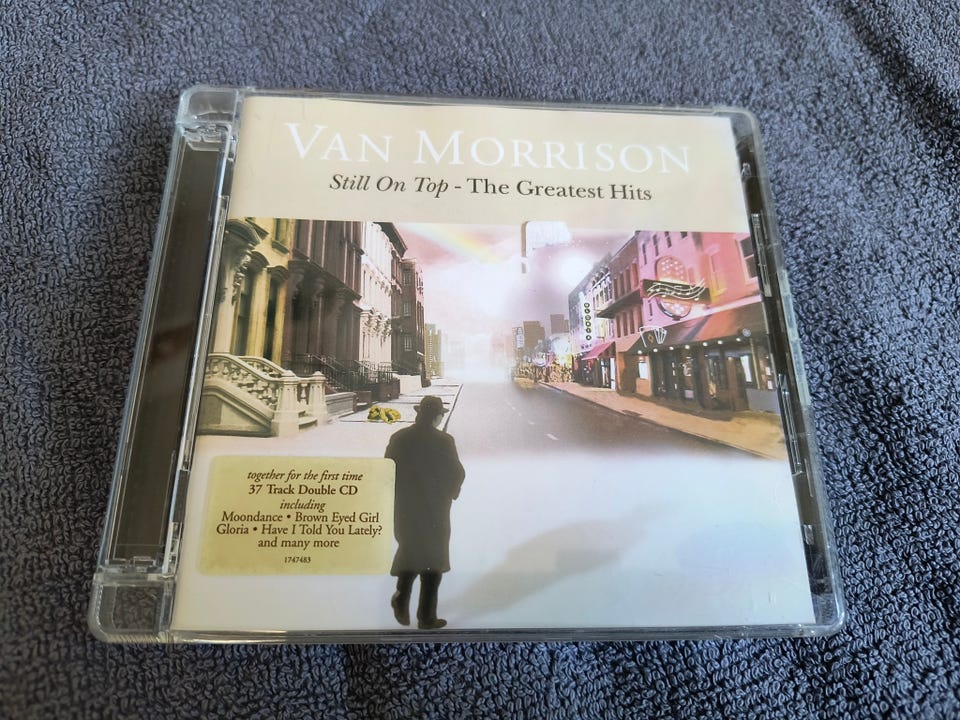 VAN MORRISON
Still On Top - The Greatest Hits
together for the first time
37 Track Double CD
including
Moondance • Brown Eyed Girl
Gloria • Have I Told You Lately?
and many more
1747483